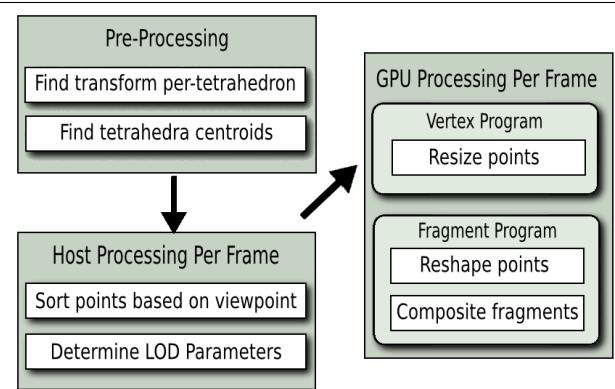 Pre-Processing
Find transform per-tetrahedron
Find tetrahedra centroids
Host Processing Per Frame
Sort points based on viewpoint
Determine LOD Parameters
GPU Processing Per Frame
Vertex Program
Resize points
Fragment Program
Reshape points
Composite fragments